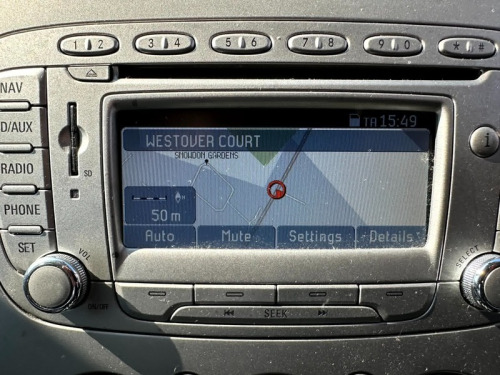 1 2
3 4
5 6
7 8
9 0
* #
NAV
D/AUX
RADIO
PHONE
SET
SD
TA 15:49
WESTOVER COURT
SNOWDON GARDENS
50 m
Auto Mute Settings Details
i
VOL
ON/OFF
SELECT
SEEK